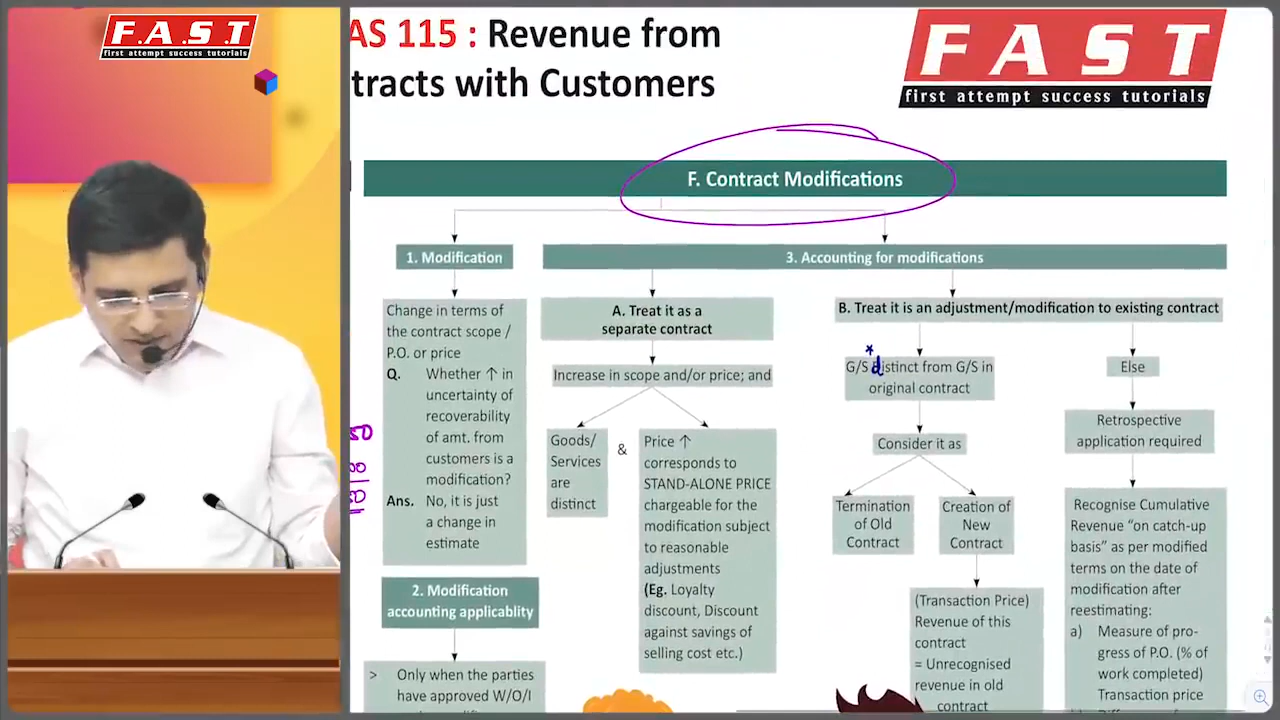 F.A.S.T
first attempt success tutorials
AS 115 : Revenue from
tracts with Customers
FAST
first attempt success tutorials
F. Contract Modifications
1. Modification
Change in terms of
the contract scope /
P.O. or price
Q. Whether ↑ in
uncertainty of
recoverability
of amt. from
customers is a
modification?
Ans. No, it is just
a change in
estimate
2. Modification
accounting applicablity
> Only when the parties
have approved W/O/I
3. Accounting for modifications
A. Treat it as a
separate contract
Increase in scope and/or price; and
Goods/
Services
are
distinct
&
Price ↑
corresponds to
STAND-ALONE PRICE
chargeable for the
modification subject
to reasonable
adjustments
(Eg. Loyalty
discount, Discount
against savings of
selling cost etc.)
B. Treat it is an adjustment/modification to existing contract
*
G/S distinct from G/S in
original contract
Consider it as
Termination
of Old
Contract
Creation of
New
Contract
(Transaction Price)
Revenue of this
contract
= Unrecognised
revenue in old
contract
Else
Retrospective
application required
Recognise Cumulative
Revenue “on catch-up
basis” as per modified
terms on the date of
modification after
reestimating:
a) Measure of pro-
gress of P.O. (% of
work completed)
Transaction price